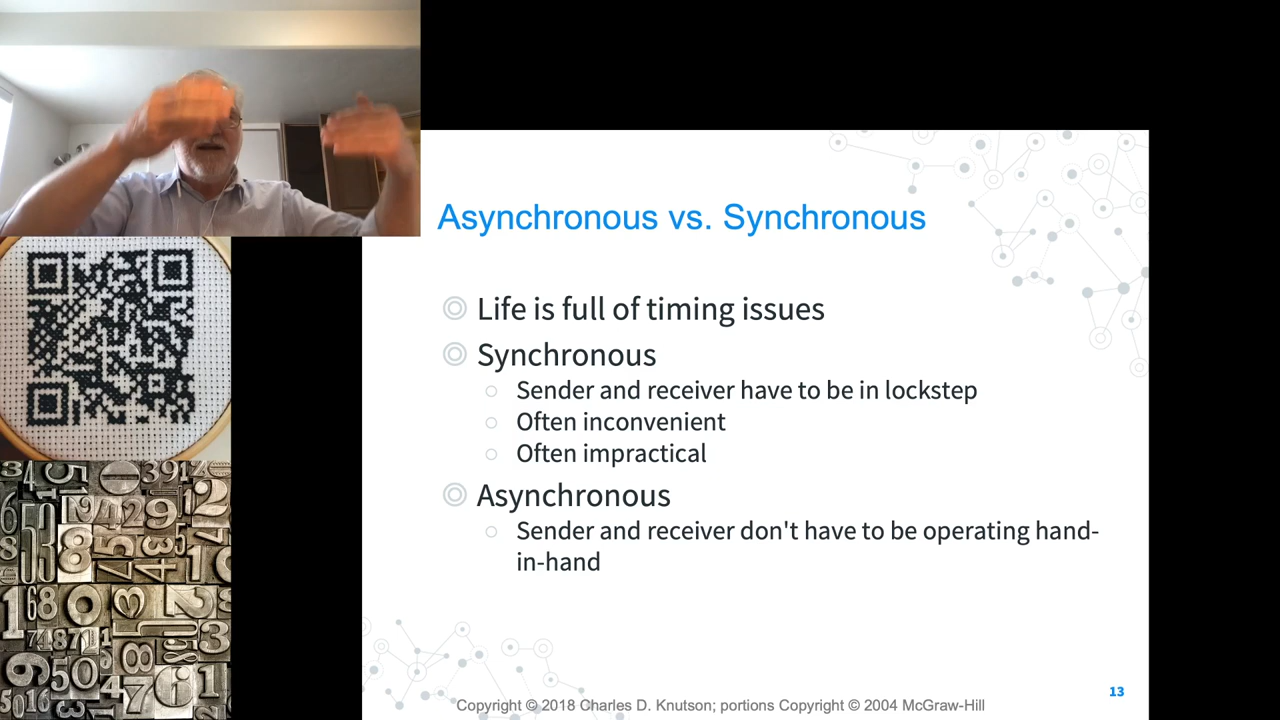 Asynchronous vs. Synchronous
Life is full of timing issues
Synchronous
Sender and receiver have to be in lockstep
Often inconvenient
Often impractical
Asynchronous
Sender and receiver don't have to be operating hand-
in-hand
13
Copyright © 2018 Charles D. Knutson; portions Copyright © 2004 McGraw-Hill